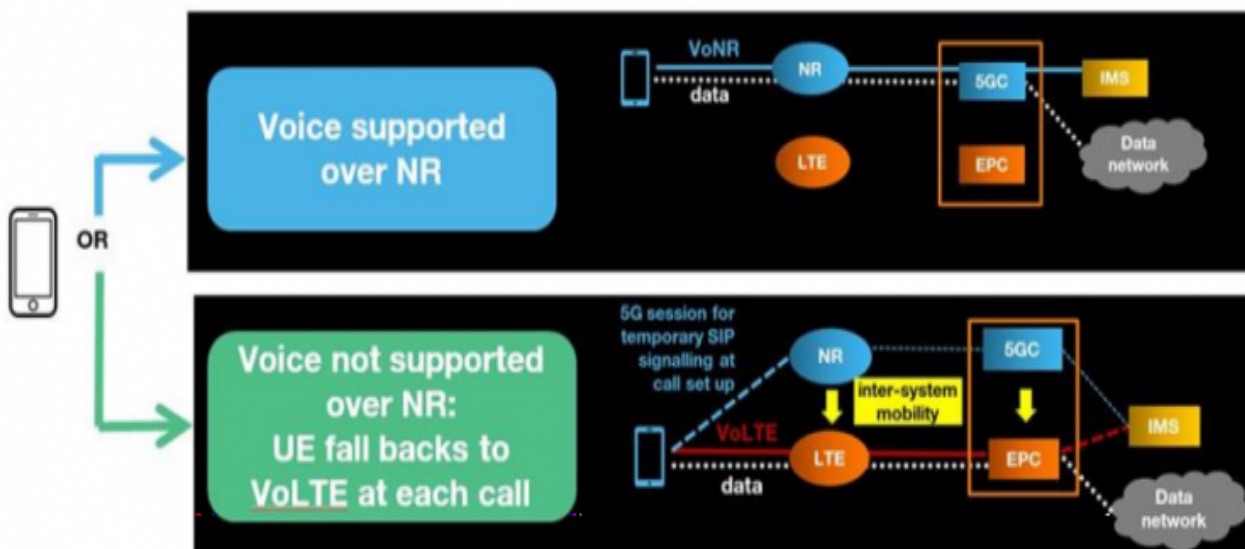 OR
Voice supported
over NR
VoNR
data
NR
LTE
5GC
EPC
IMS
Data
network
Voice not supported
over NR:
UE fall backs to
VoLTE at each call
5G session for
temporary SIP
signalling at
call set up
NR
5GC
inter-system
mobility
VoLTE
LTE
EPC
IMS
data
Data
network